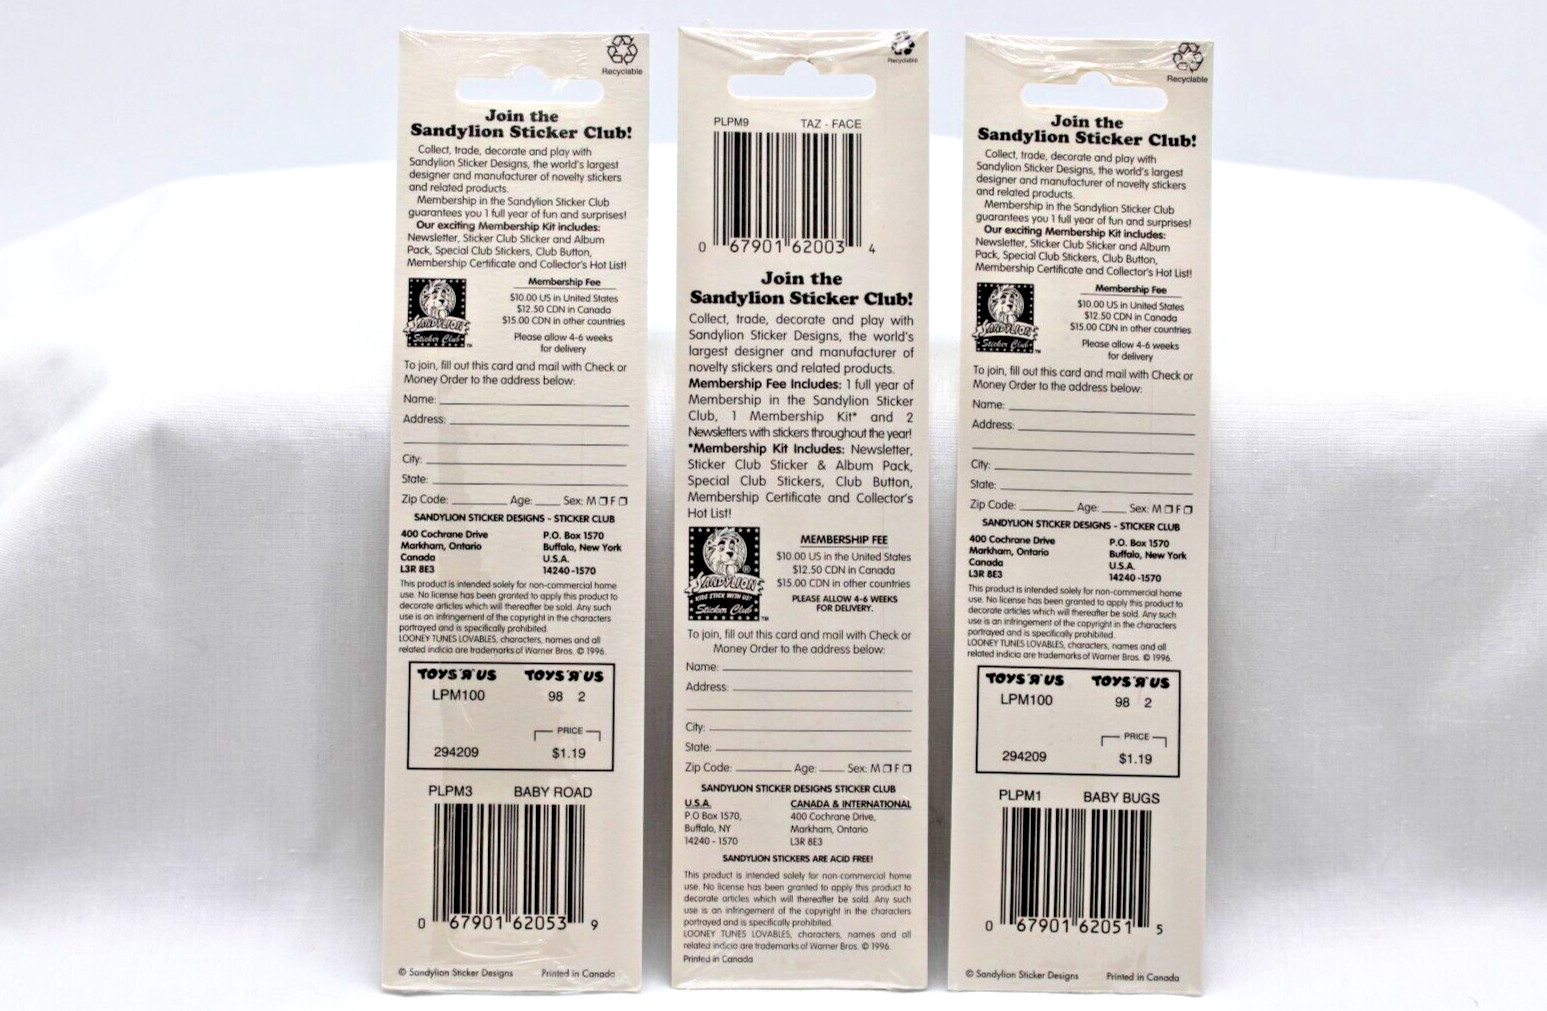 Recyclable
Join the
Sandylion Sticker Club!
Collect, trade, decorate and play with
Sandylion Sticker Designs, the world's largest
designer and manufacturer of novelty stickers
and related products.
Membership in the Sandylion Sticker Club
guarantees you 1 full year of fun and surprises!
Our exciting Membership Kit includes:
Newsletter, Sticker Club Sticker and Album
Pack, Special Club Stickers, Club Button,
Membership Certificate and Collector's Hot List!
SANDYLION
Sticker Club TM
Membership Fee
$10.00 US in United States
$12.50 CDN in Canada
$15.00 CDN in other countries
Please allow 4-6 weeks
for delivery
To join, fill out this card and mail with Check or
Money Order to the address below:
Name:
Address:
City:
State:
Zip Code: Age: Sex: M F
SANDYLION STICKER DESIGNS - STICKER CLUB
400 Cochrane Drive P.O. Box 1570
Markham, Ontario Buffalo, New York
Canada U.S.A.
L3R 8E3 14240-1570
This product is intended solely for non-commercial home
use. No license has been granted to apply this product to
decorate articles which will thereafter be sold. Any such
use is an infringement of the copyright in the characters
portrayed and is specifically prohibited.
LOONEY TUNES LOVABLES, characters, names and all
related indicia are trademarks of Warner Bros. © 1996.
TOYS "R" US TOYS "R" US
LPM100 98 2
PRICE
294209 $1.19
PLPM3 BABY ROAD
0 67901 62053 9
© Sandylion Sticker Designs Printed in Canada
Recyclable
PLPM9 TAZ - FACE
0 67901 62003 4
Join the
Sandylion Sticker Club!
Collect, trade, decorate and play with
Sandylion Sticker Designs, the world's
largest designer and manufacturer of
novelty stickers and related products.
Membership Fee Includes: 1 full year of
Membership in the Sandylion Sticker
Club, 1 Membership Kit* and 2
Newsletters with stickers throughout the year!
*Membership Kit Includes: Newsletter,
Sticker Club Sticker & Album Pack,
Special Club Stickers, Club Button,
Membership Certificate and Collector's
Hot List!
SANDYLION ®
KIDS STICK WITH US!
Sticker Club TM
MEMBERSHIP FEE
$10.00 US in the United States
$12.50 CDN in Canada
$15.00 CDN in other countries
PLEASE ALLOW 4-6 WEEKS
FOR DELIVERY.
To join, fill out this card and mail with Check or
Money Order to the address below:
Name:
Address:
City:
State:
Zip Code: Age: Sex: M F
SANDYLION STICKER DESIGNS STICKER CLUB
U.S.A. CANADA & INTERNATIONAL
P.O Box 1570, 400 Cochrane Drive,
Buffalo, NY Markham, Ontario
14240 - 1570 L3R 8E3
SANDYLION STICKERS ARE ACID FREE!
This product is intended solely for non-commercial home
use. No license has been granted to apply this product to
decorate articles which will thereafter be sold. Any such
use is an infringement of the copyright in the characters
portrayed and is specifically prohibited.
LOONEY TUNES LOVABLES, characters, names and all
related indicia are trademarks of Warner Bros. © 1996.
Printed in Canada
Recyclable
Join the
Sandylion Sticker Club!
Collect, trade, decorate and play with
Sandylion Sticker Designs, the world's largest
designer and manufacturer of novelty stickers
and related products.
Membership in the Sandylion Sticker Club
guarantees you 1 full year of fun and surprises!
Our exciting Membership Kit includes:
Newsletter, Sticker Club Sticker and Album
Pack, Special Club Stickers, Club Button,
Membership Certificate and Collector's Hot List!
SANDYLION
Sticker Club TM
Membership Fee
$10.00 US in United States
$12.50 CDN in Canada
$15.00 CDN in other countries
Please allow 4-6 weeks
for delivery
To join, fill out this card and mail with Check or
Money Order to the address below:
Name:
Address:
City:
State:
Zip Code: Age: Sex: M F
SANDYLION STICKER DESIGNS - STICKER CLUB
400 Cochrane Drive P.O. Box 1570
Markham, Ontario Buffalo, New York
Canada U.S.A.
L3R 8E3 14240-1570
This product is intended solely for non-commercial home
use. No license has been granted to apply this product to
decorate articles which will thereafter be sold. Any such
use is an infringement of the copyright in the characters
portrayed and is specifically prohibited.
LOONEY TUNES LOVABLES, characters, names and all
related indicia are trademarks of Warner Bros. © 1996.
TOYS "R" US TOYS "R" US
LPM100 98 2
PRICE
294209 $1.19
PLPM1 BABY BUGS
0 67901 62051 5
© Sandylion Sticker Designs Printed in Canada